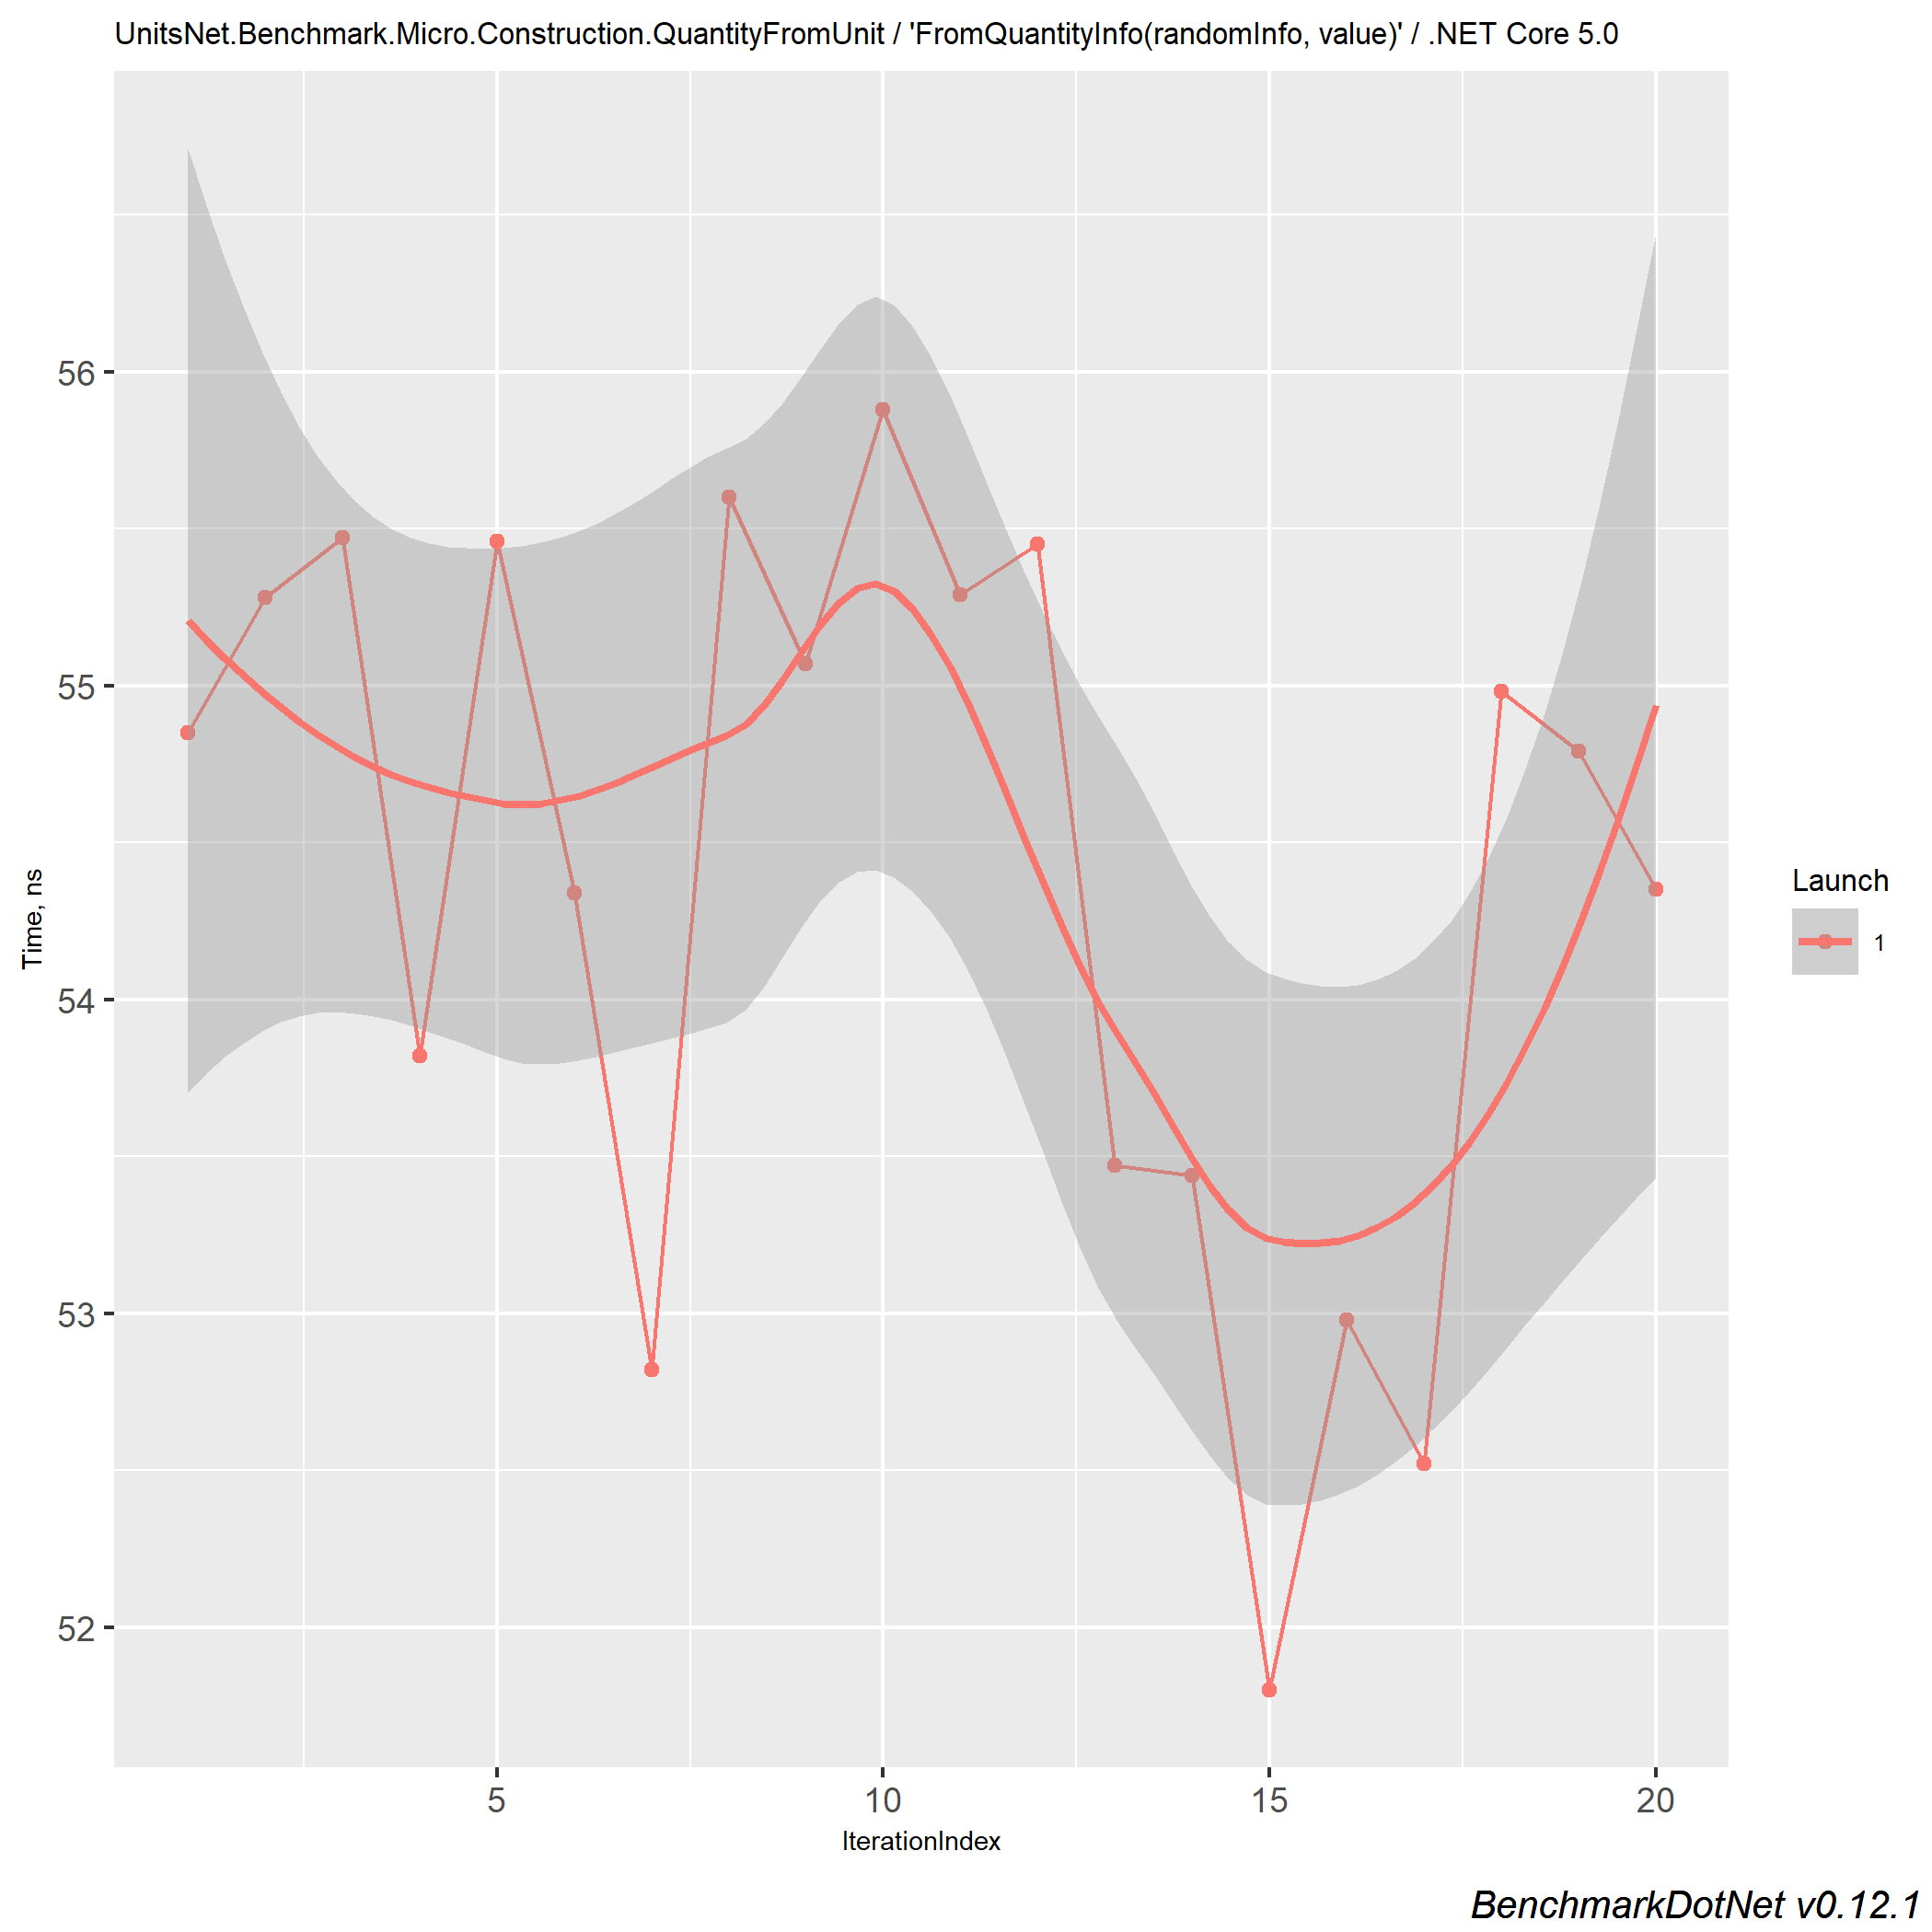 UnitsNet.Benchmark.Micro.Construction.QuantityFromUnit / 'FromQuantityInfo(randomInfo, value)' / .NET Core 5.0
56
55
54
53
52
Time, ns
5 10 15 20
IterationIndex
Launch
1
BenchmarkDotNet v0.12.1